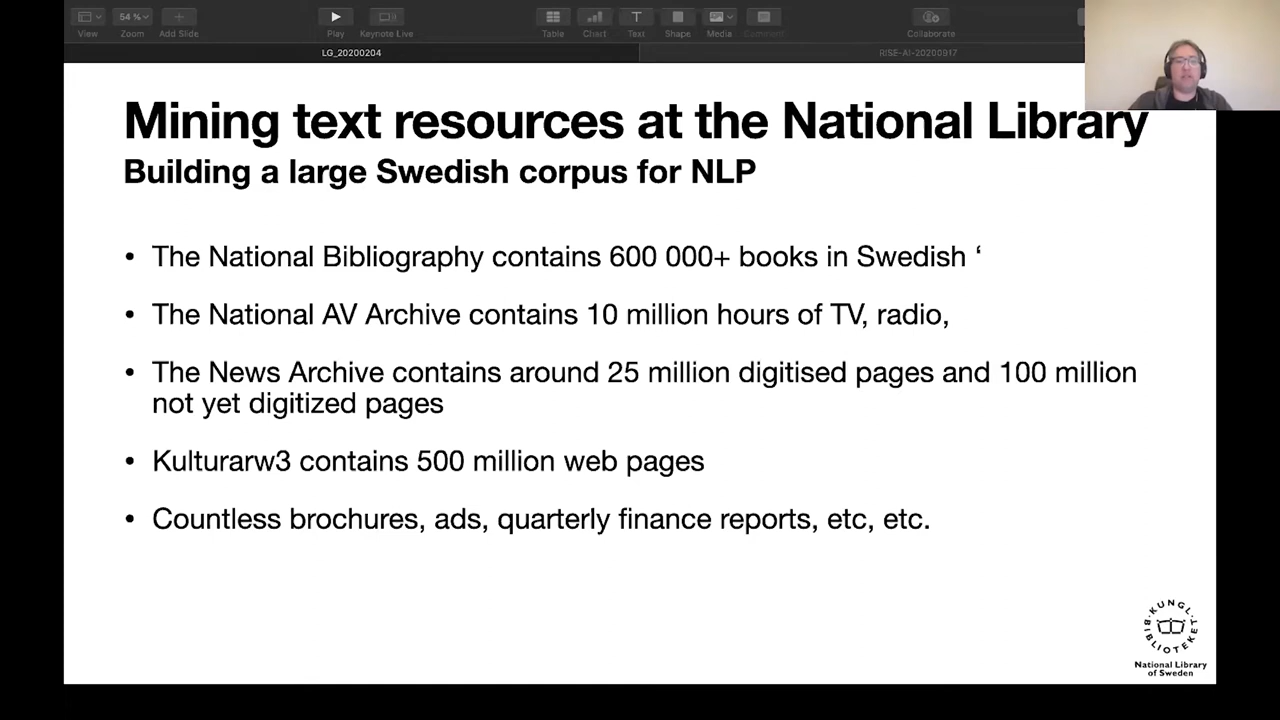 View
54 %
Zoom
Add Slide
Play
Keynote Live
Table
Chart
T
Text
Shape
Media
Comment
Collaborate
LG_20200204
RISE-AI-20200917
Mining text resources at the National Library
Building a large Swedish corpus for NLP
• The National Bibliography contains 600 000+ books in Swedish ‘
• The National AV Archive contains 10 million hours of TV, radio,
• The News Archive contains around 25 million digitised pages and 100 million
not yet digitized pages
• Kulturarw3 contains 500 million web pages
• Countless brochures, ads, quarterly finance reports, etc, etc.
KUNGL
BIBLIOTEKET
National Library
of Sweden